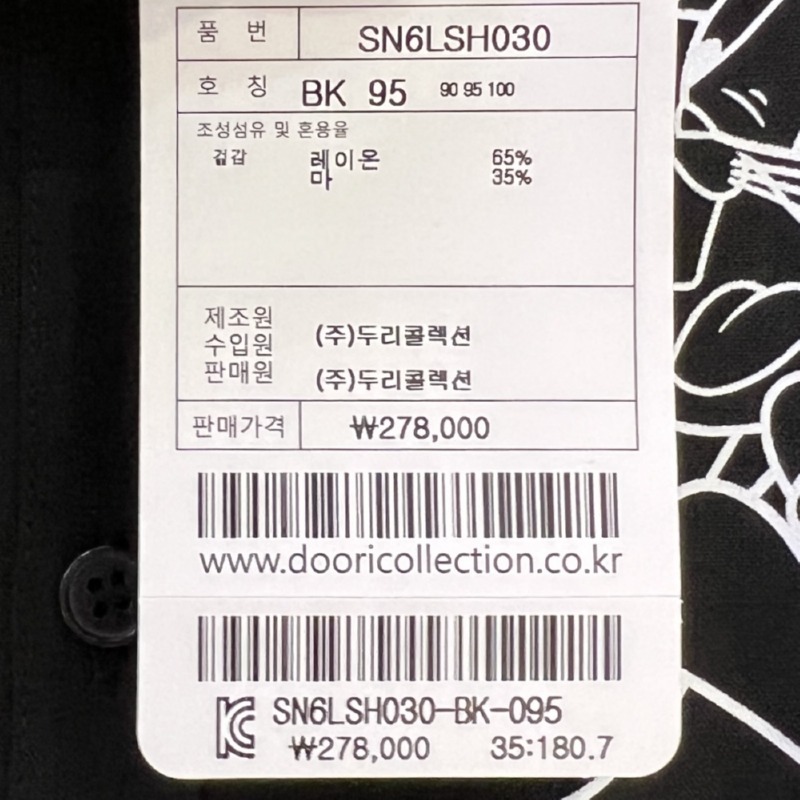 품 번 SN6LSH030
호 칭 BK 95 90 95 100
조성섬유 및 혼용율
겉감 레이온 65%
마 35%
제조원
수입원 (주)두리콜렉션
판매원 (주)두리콜렉션
판매가격 ₩278,000
www.dooricollection.co.kr
SN6LSH030-BK-095
₩278,000 35:180.7